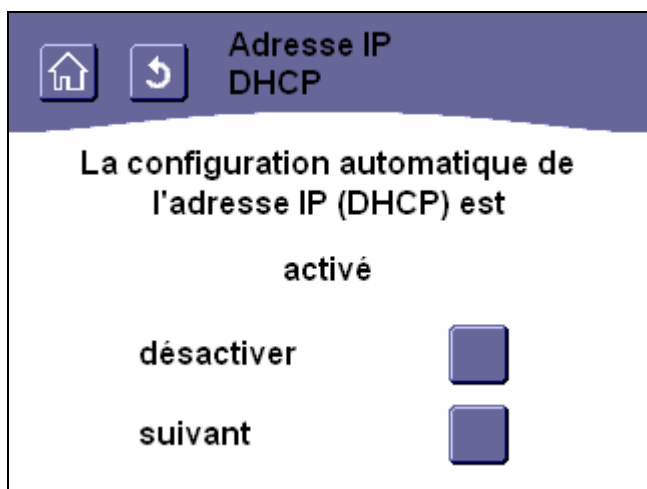 Adresse IP
DHCP
La configuration automatique de
l'adresse IP (DHCP) est
activé
désactiver
suivant